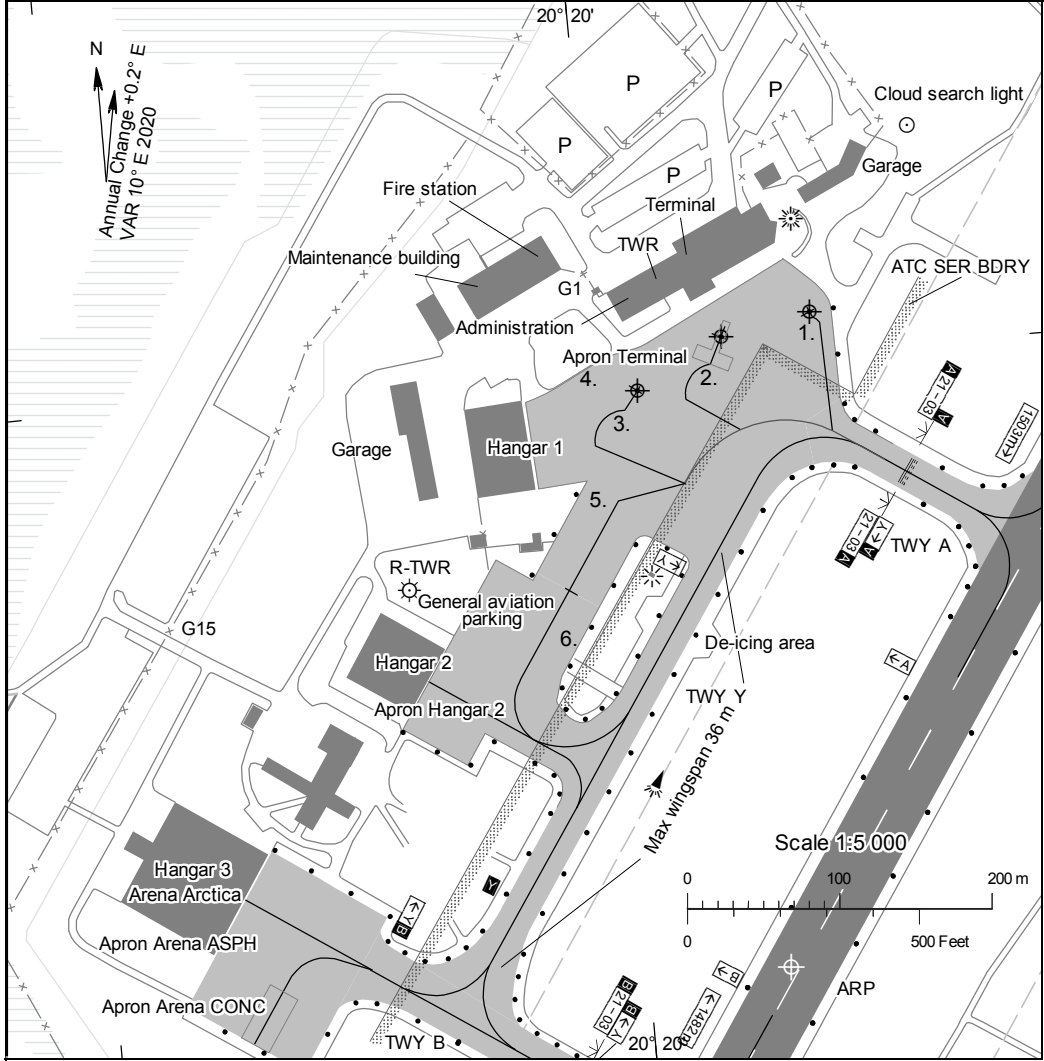 20° 20'
N
Annual Change +0.2° E
VAR 10° E 2020
P
P
Cloud search light
P
P
Garage
Fire station
Terminal
TWR
Maintenance building
G1
ATC SER BDRY
Administration
1.
Apron Terminal
4.
2.
3.
A 21 - 03 A
1503m→
Garage
Hangar 1
5.
Y
21 - 03 A
Y A
TWY A
R-TWR
General aviation
parking
G15
6.
De-icing area
Hangar 2
←A
TWY Y
Apron Hangar 2
Max wingspan 36 m
Scale 1:5 000
Hangar 3
Arena Arctica
0 100 200 m
Y
←Y B
Apron Arena ASPH
0 500 Feet
B→
ARP
Apron Arena CONC
B 21 - 03
B ←Y
←1482m
TWY B
20° 20'